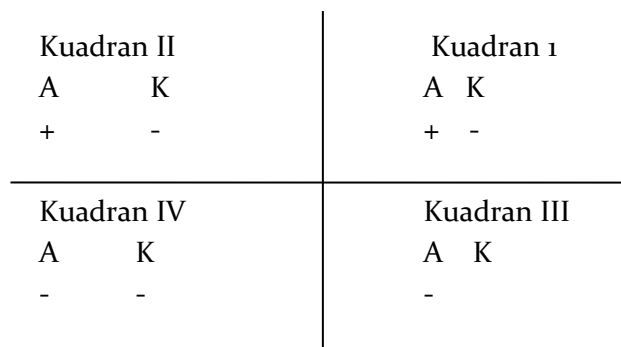 Kuadran II
A K
+ -
Kuadran 1
A K
+ -
Kuadran IV
A K
- -
Kuadran III
A K
-